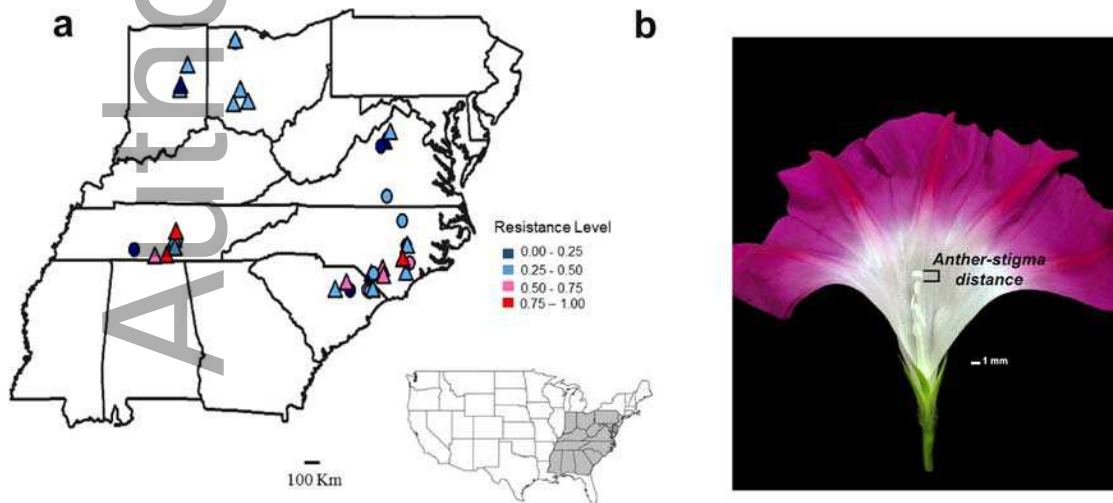 a
b
Autho
Resistance Level
0.00 - 0.25
0.25 - 0.50
0.50 - 0.75
0.75 – 1.00
100 Km
Anther-stigma
distance
1 mm